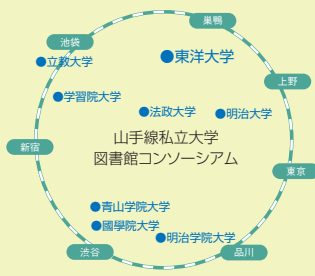 巣鴨
池袋
●東洋大学
●立教大学
上野
●学習院大学
●法政大学
●明治大学
山手線私立大学
図書館コンソーシアム
新宿
東京
●青山学院大学
●國學院大学
●明治学院大学
渋谷
品川